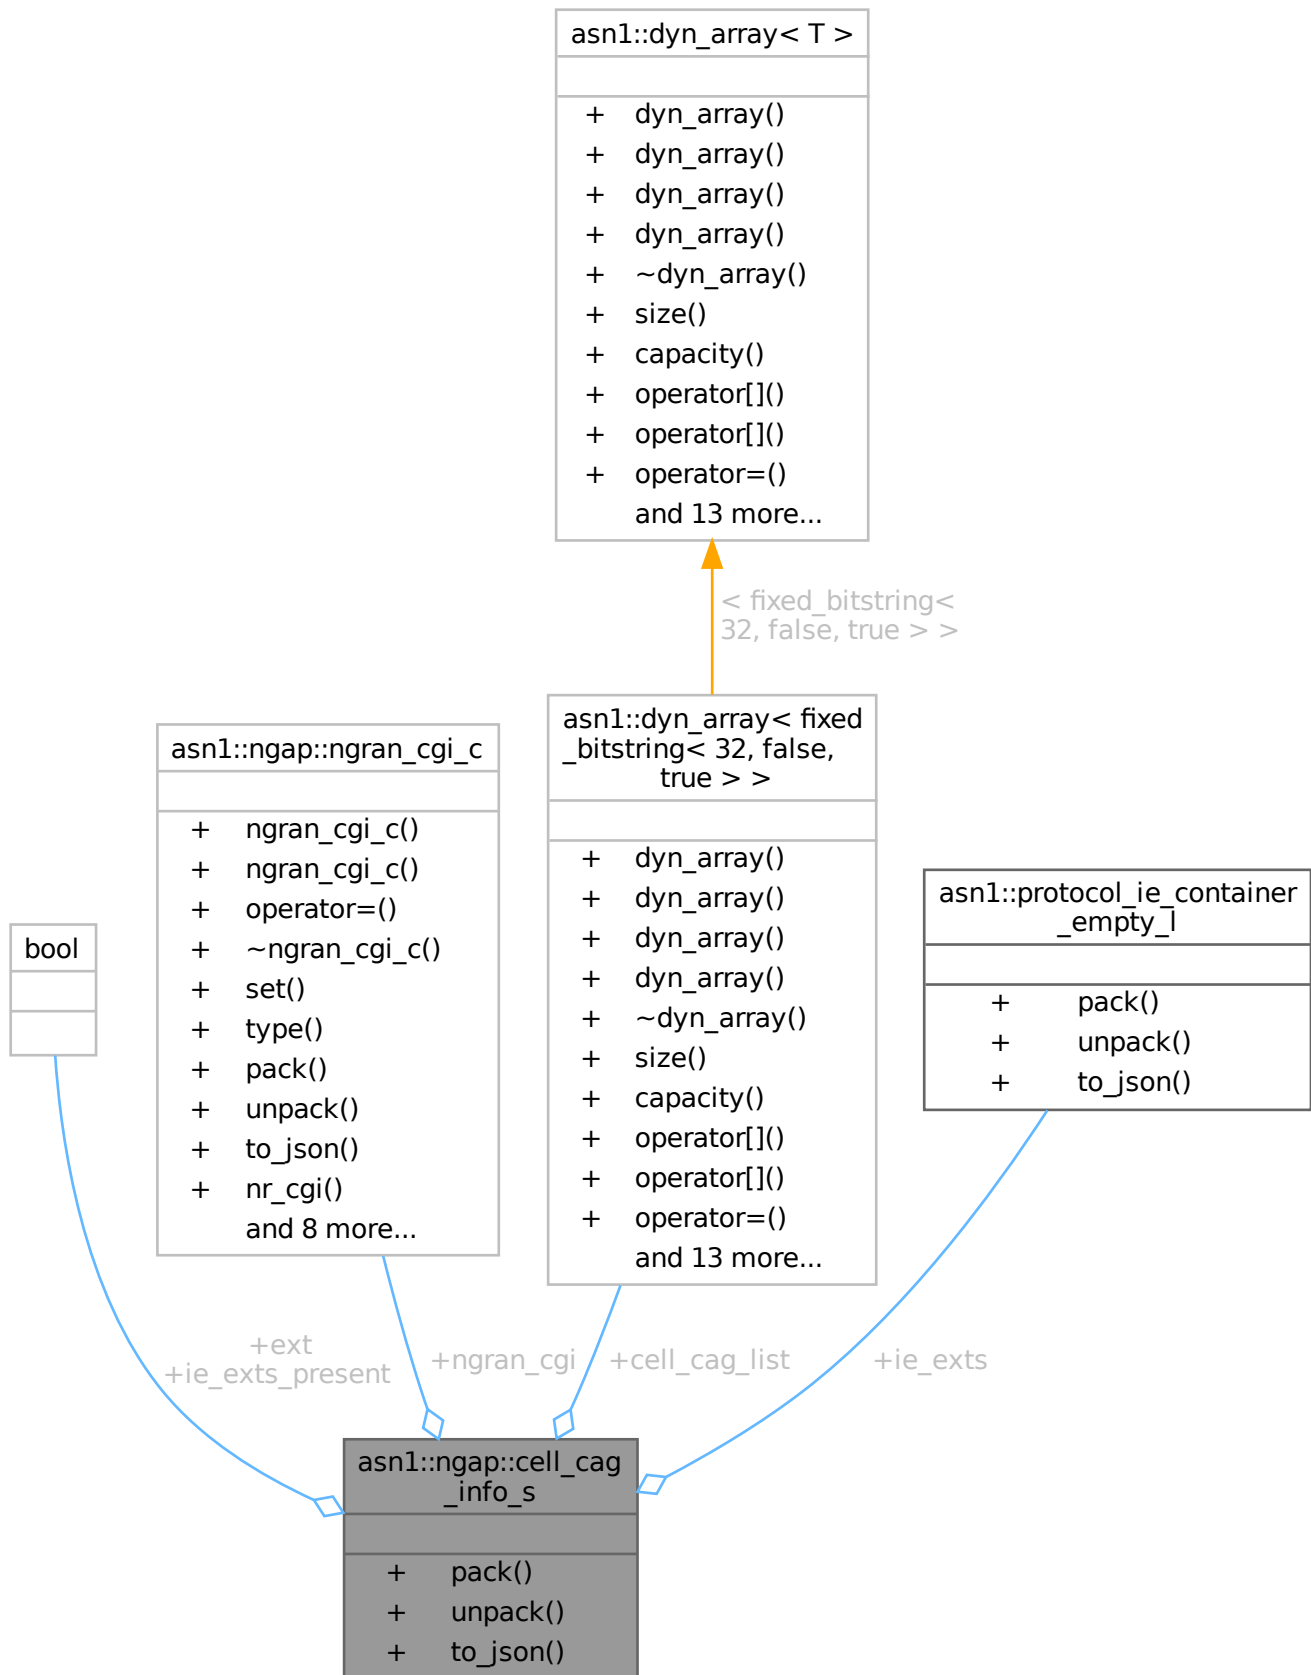 asn1::dyn_array< T >
+ dyn_array()
+ dyn_array()
+ dyn_array()
+ dyn_array()
+ ~dyn_array()
+ size()
+ capacity()
+ operator[]()
+ operator[]()
+ operator=()
and 13 more...
< fixed_bitstring<
32, false, true > >
asn1::ngap::ngran_cgi_c
+ ngran_cgi_c()
+ ngran_cgi_c()
+ operator=()
+ ~ngran_cgi_c()
+ set()
+ type()
+ pack()
+ unpack()
+ to_json()
+ nr_cgi()
and 8 more...
asn1::dyn_array< fixed
_bitstring< 32, false,
true > >
+ dyn_array()
+ dyn_array()
+ dyn_array()
+ dyn_array()
+ ~dyn_array()
+ size()
+ capacity()
+ operator[]()
+ operator[]()
+ operator=()
and 13 more...
asn1::protocol_ie_container
_empty_l
+ pack()
+ unpack()
+ to_json()
bool
+ext
+ie_exts_present
+ngran_cgi
+cell_cag_list
+ie_exts
asn1::ngap::cell_cag
_info_s
+ pack()
+ unpack()
+ to_json()